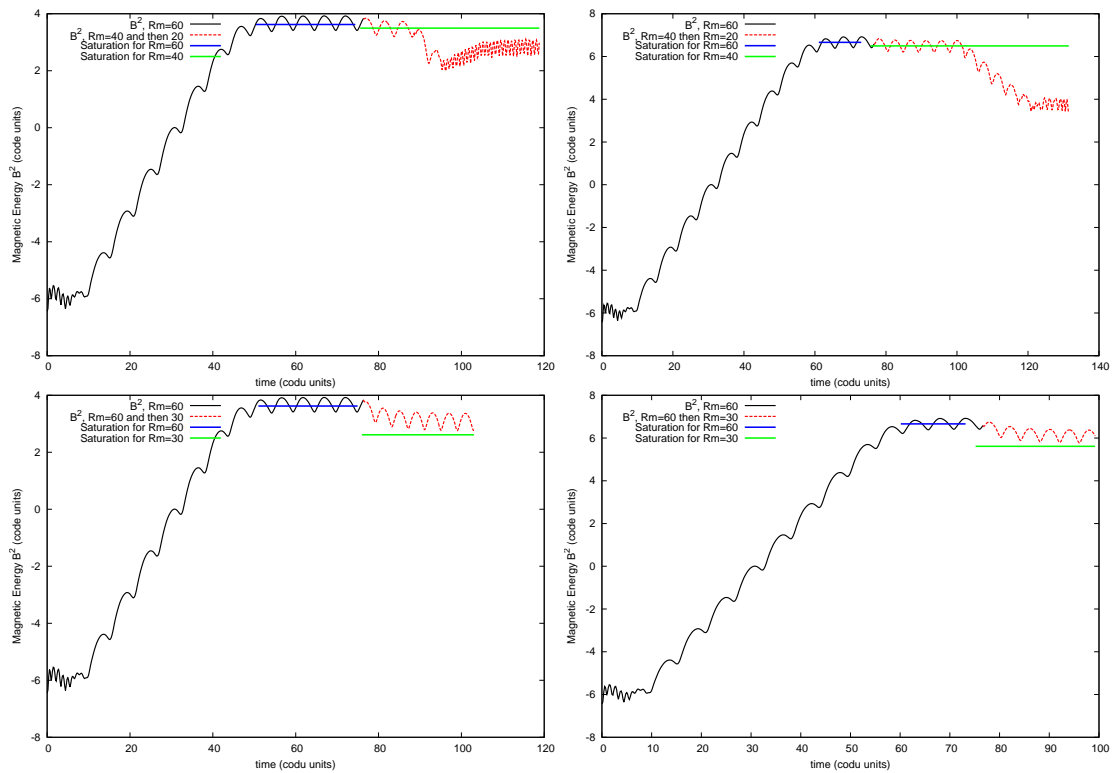 4
2
0
-2
-4
-6
-8
0 20 40 60 80 100 120
Magnetic Energy B² (code units)
time (codu units)
B², Rm=60
B², Rm=40 and then 20
Saturation for Rm=60
Saturation for Rm=40
8
6
4
2
0
-2
-4
-6
-8
0 20 40 60 80 100 120 140
Magnetic Energy B² (code units)
time (codu units)
B², Rm=60
B², Rm=40 then Rm=20
Saturation for Rm=60
Saturation for Rm=40
4
2
0
-2
-4
-6
-8
0 20 40 60 80 100 120
Magnetic Energy B² (code units)
time (codu units)
B², Rm=60
B², Rm=60 and then 30
Saturation for Rm=60
Saturation for Rm=30
8
6
4
2
0
-2
-4
-6
-8
0 10 20 30 40 50 60 70 80 90 100
Magnetic Energy B² (code units)
time (codu units)
B², Rm=60
B², Rm=60 then Rm=30
Saturation for Rm=60
Saturation for Rm=30